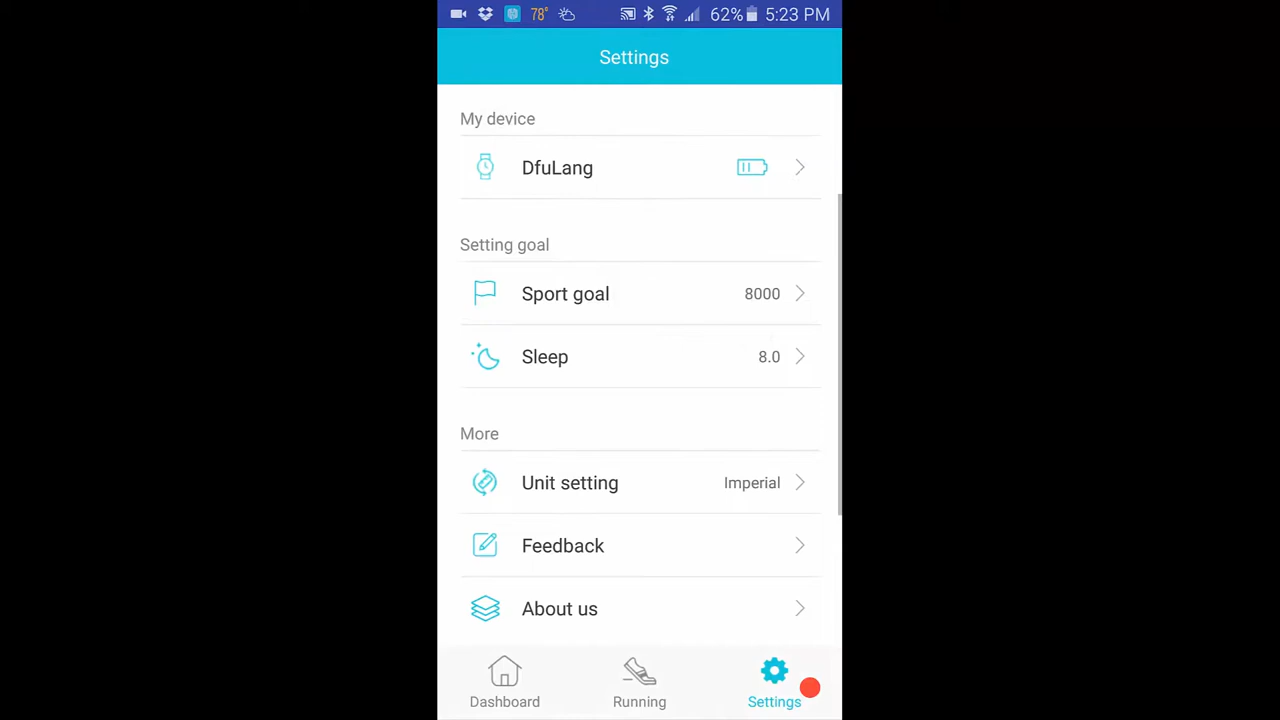 78° 62% 5:23 PM
Settings
My device
DfuLang
Setting goal
Sport goal 8000
Sleep 8.0
More
Unit setting Imperial
Feedback
About us
Dashboard Running Settings